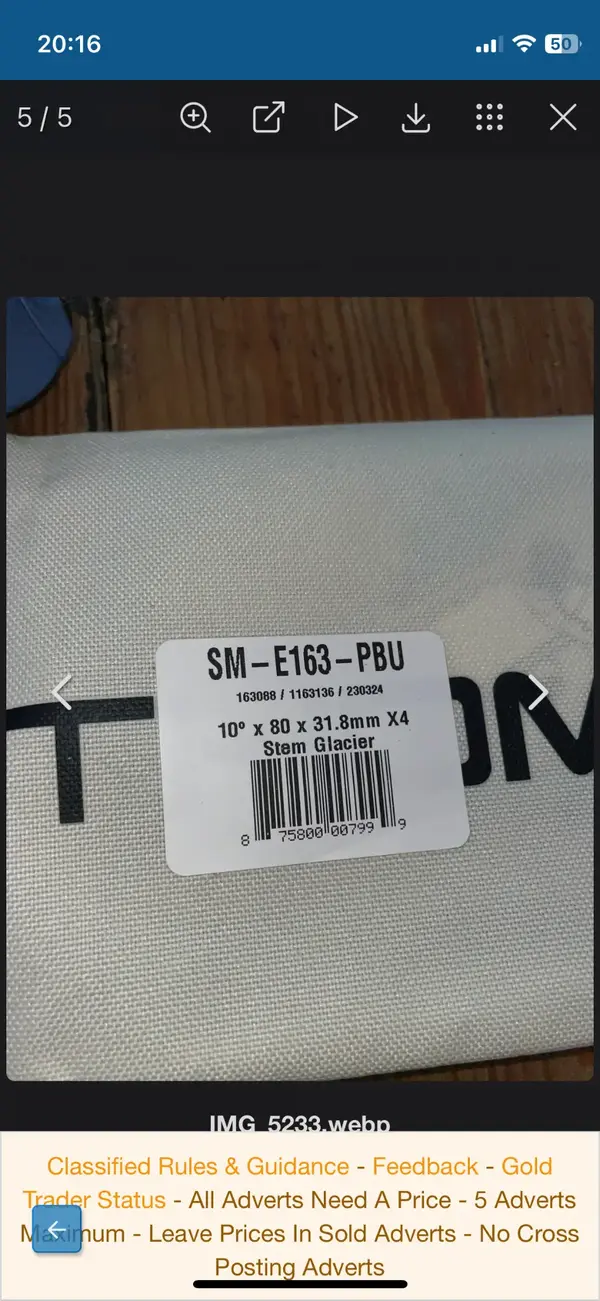 20:16
50
5 / 5
SM-E163-PBU
163088 / 1163136 / 230324
10º x 80 x 31.8mm X4
Stem Glacier
8 75800 00799 9
IMG_5233.webp
Classified Rules & Guidance - Feedback - Gold
Trader Status - All Adverts Need A Price - 5 Adverts
Maximum - Leave Prices In Sold Adverts - No Cross
Posting Adverts